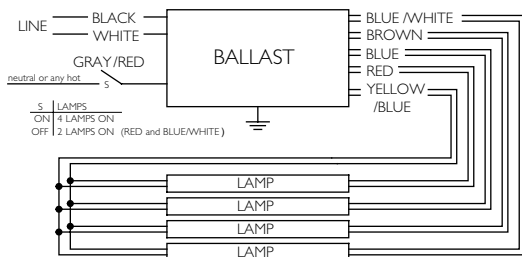 LINE
BLACK
WHITE
GRAY/RED
neutral or any hot
S
S LAMPS
ON 4 LAMPS ON
OFF 2 LAMPS ON (RED and BLUE/WHITE)
BALLAST
BLUE/WHITE
BROWN
BLUE
RED
YELLOW
/BLUE
LAMP
LAMP
LAMP
LAMP